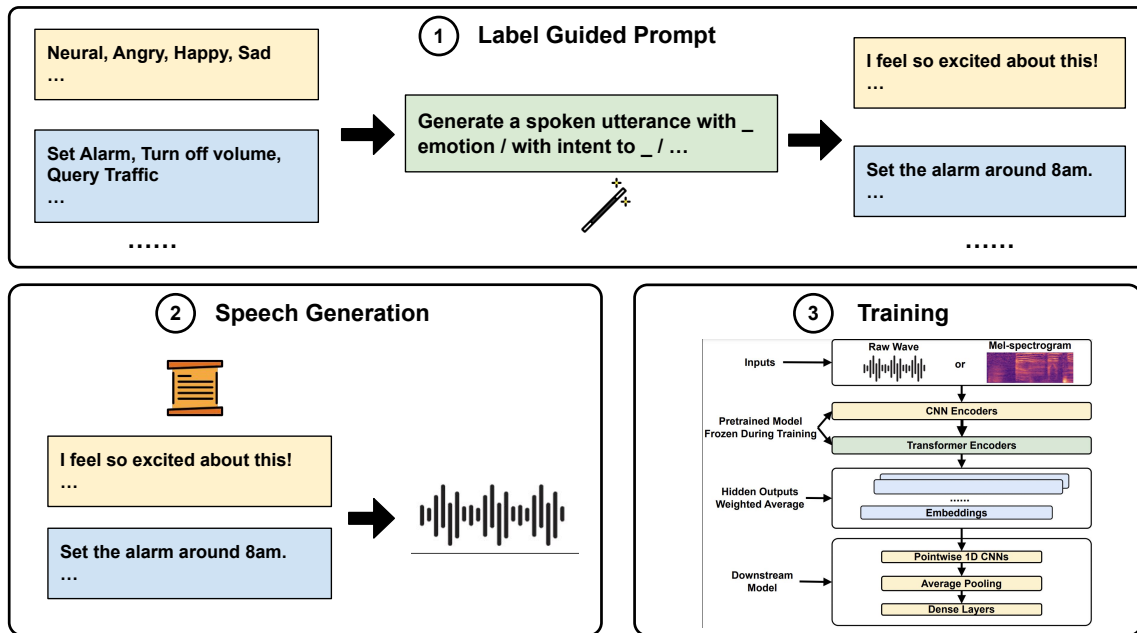 1 Label Guided Prompt
Neural, Angry, Happy, Sad
...
Set Alarm, Turn off volume,
Query Traffic
...
......
Generate a spoken utterance with _
emotion / with intent to _ / ...
I feel so excited about this!
...
Set the alarm around 8am.
...
......
2 Speech Generation
I feel so excited about this!
...
Set the alarm around 8am.
...
3 Training
Inputs
Raw Wave
or
Mel-spectrogram
Pretrained Model
Frozen During Training
CNN Encoders
Transformer Encoders
Hidden Outputs
Weighted Average
......
Embeddings
Downstream
Model
Pointwise 1D CNNs
Average Pooling
Dense Layers